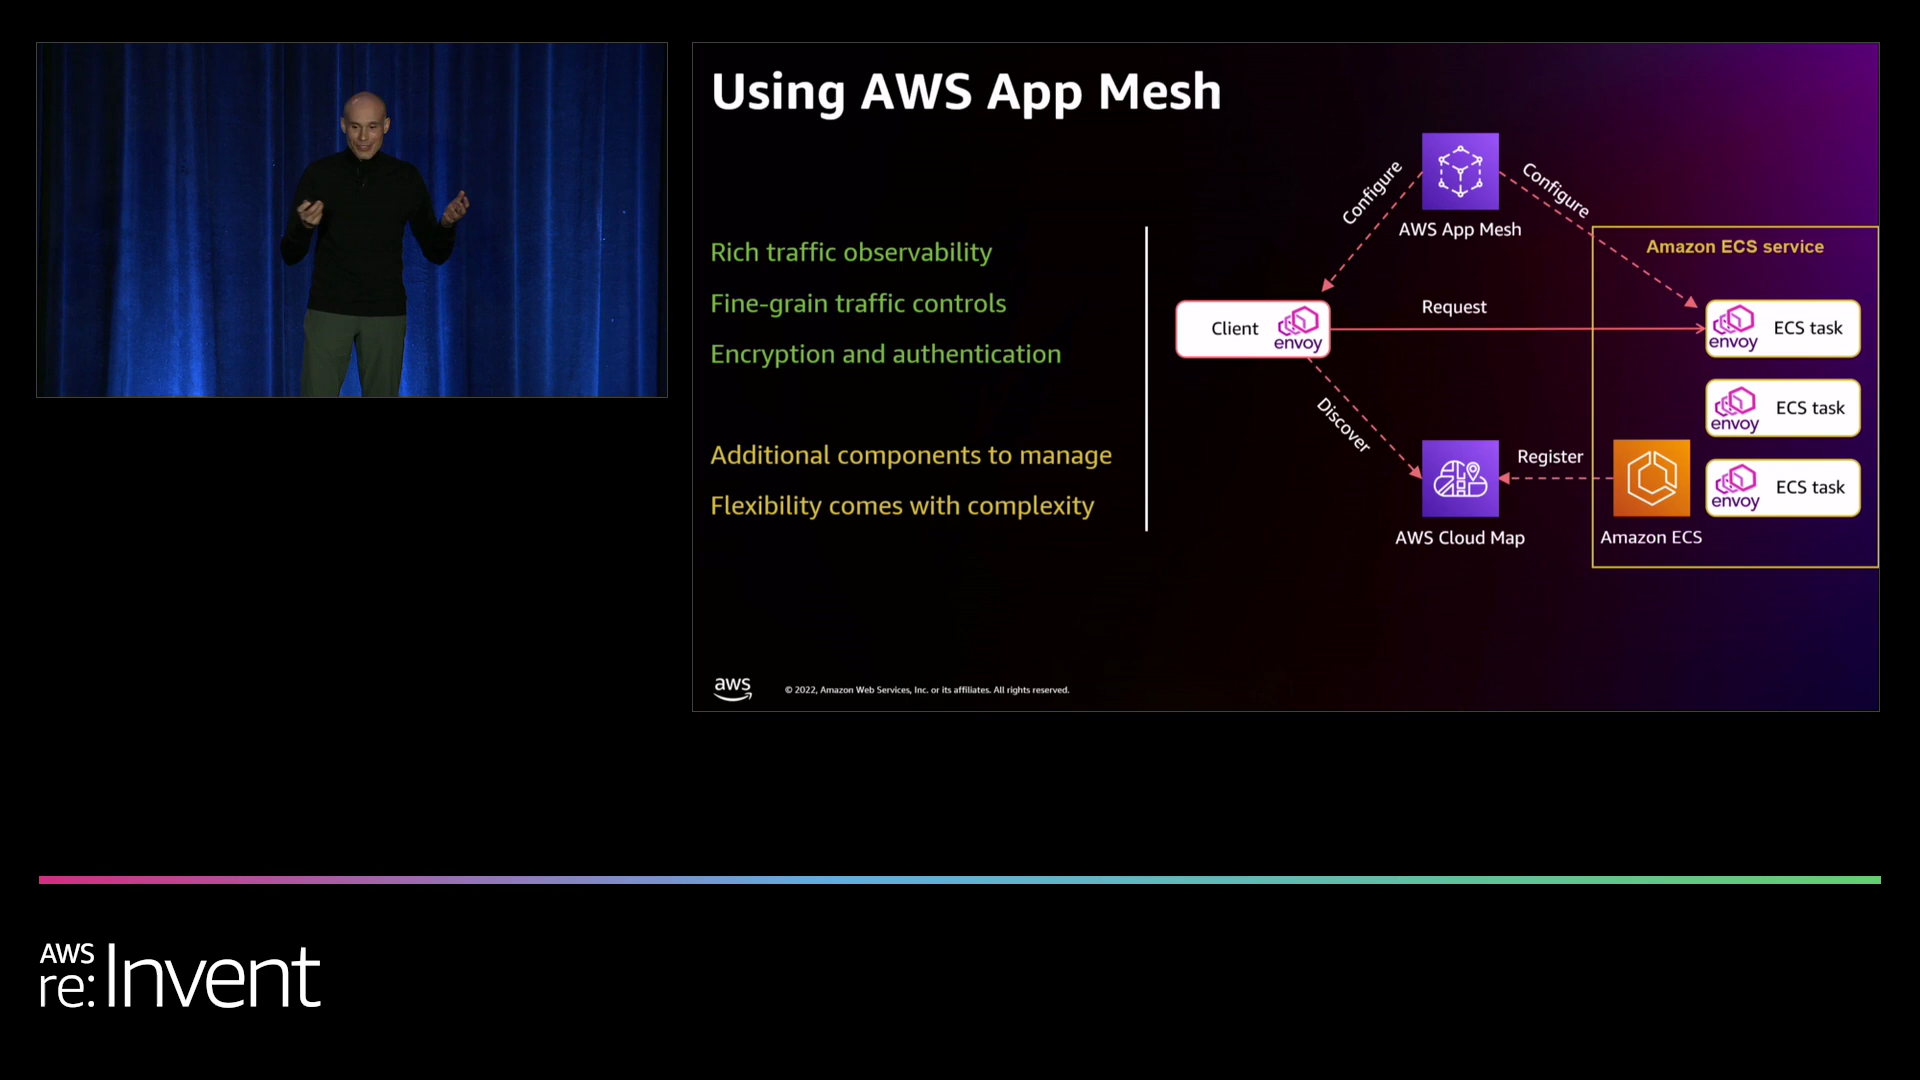 Using AWS App Mesh
Rich traffic observability
Fine-grain traffic controls
Encryption and authentication
Additional components to manage
Flexibility comes with complexity
Configure
Configure
AWS App Mesh
Amazon ECS service
Client
envoy
Request
envoy
ECS task
envoy
ECS task
envoy
ECS task
Discover
Register
AWS Cloud Map
Amazon ECS
aws
© 2022, Amazon Web Services, Inc. or its affiliates. All rights reserved.
AWS
re:Invent